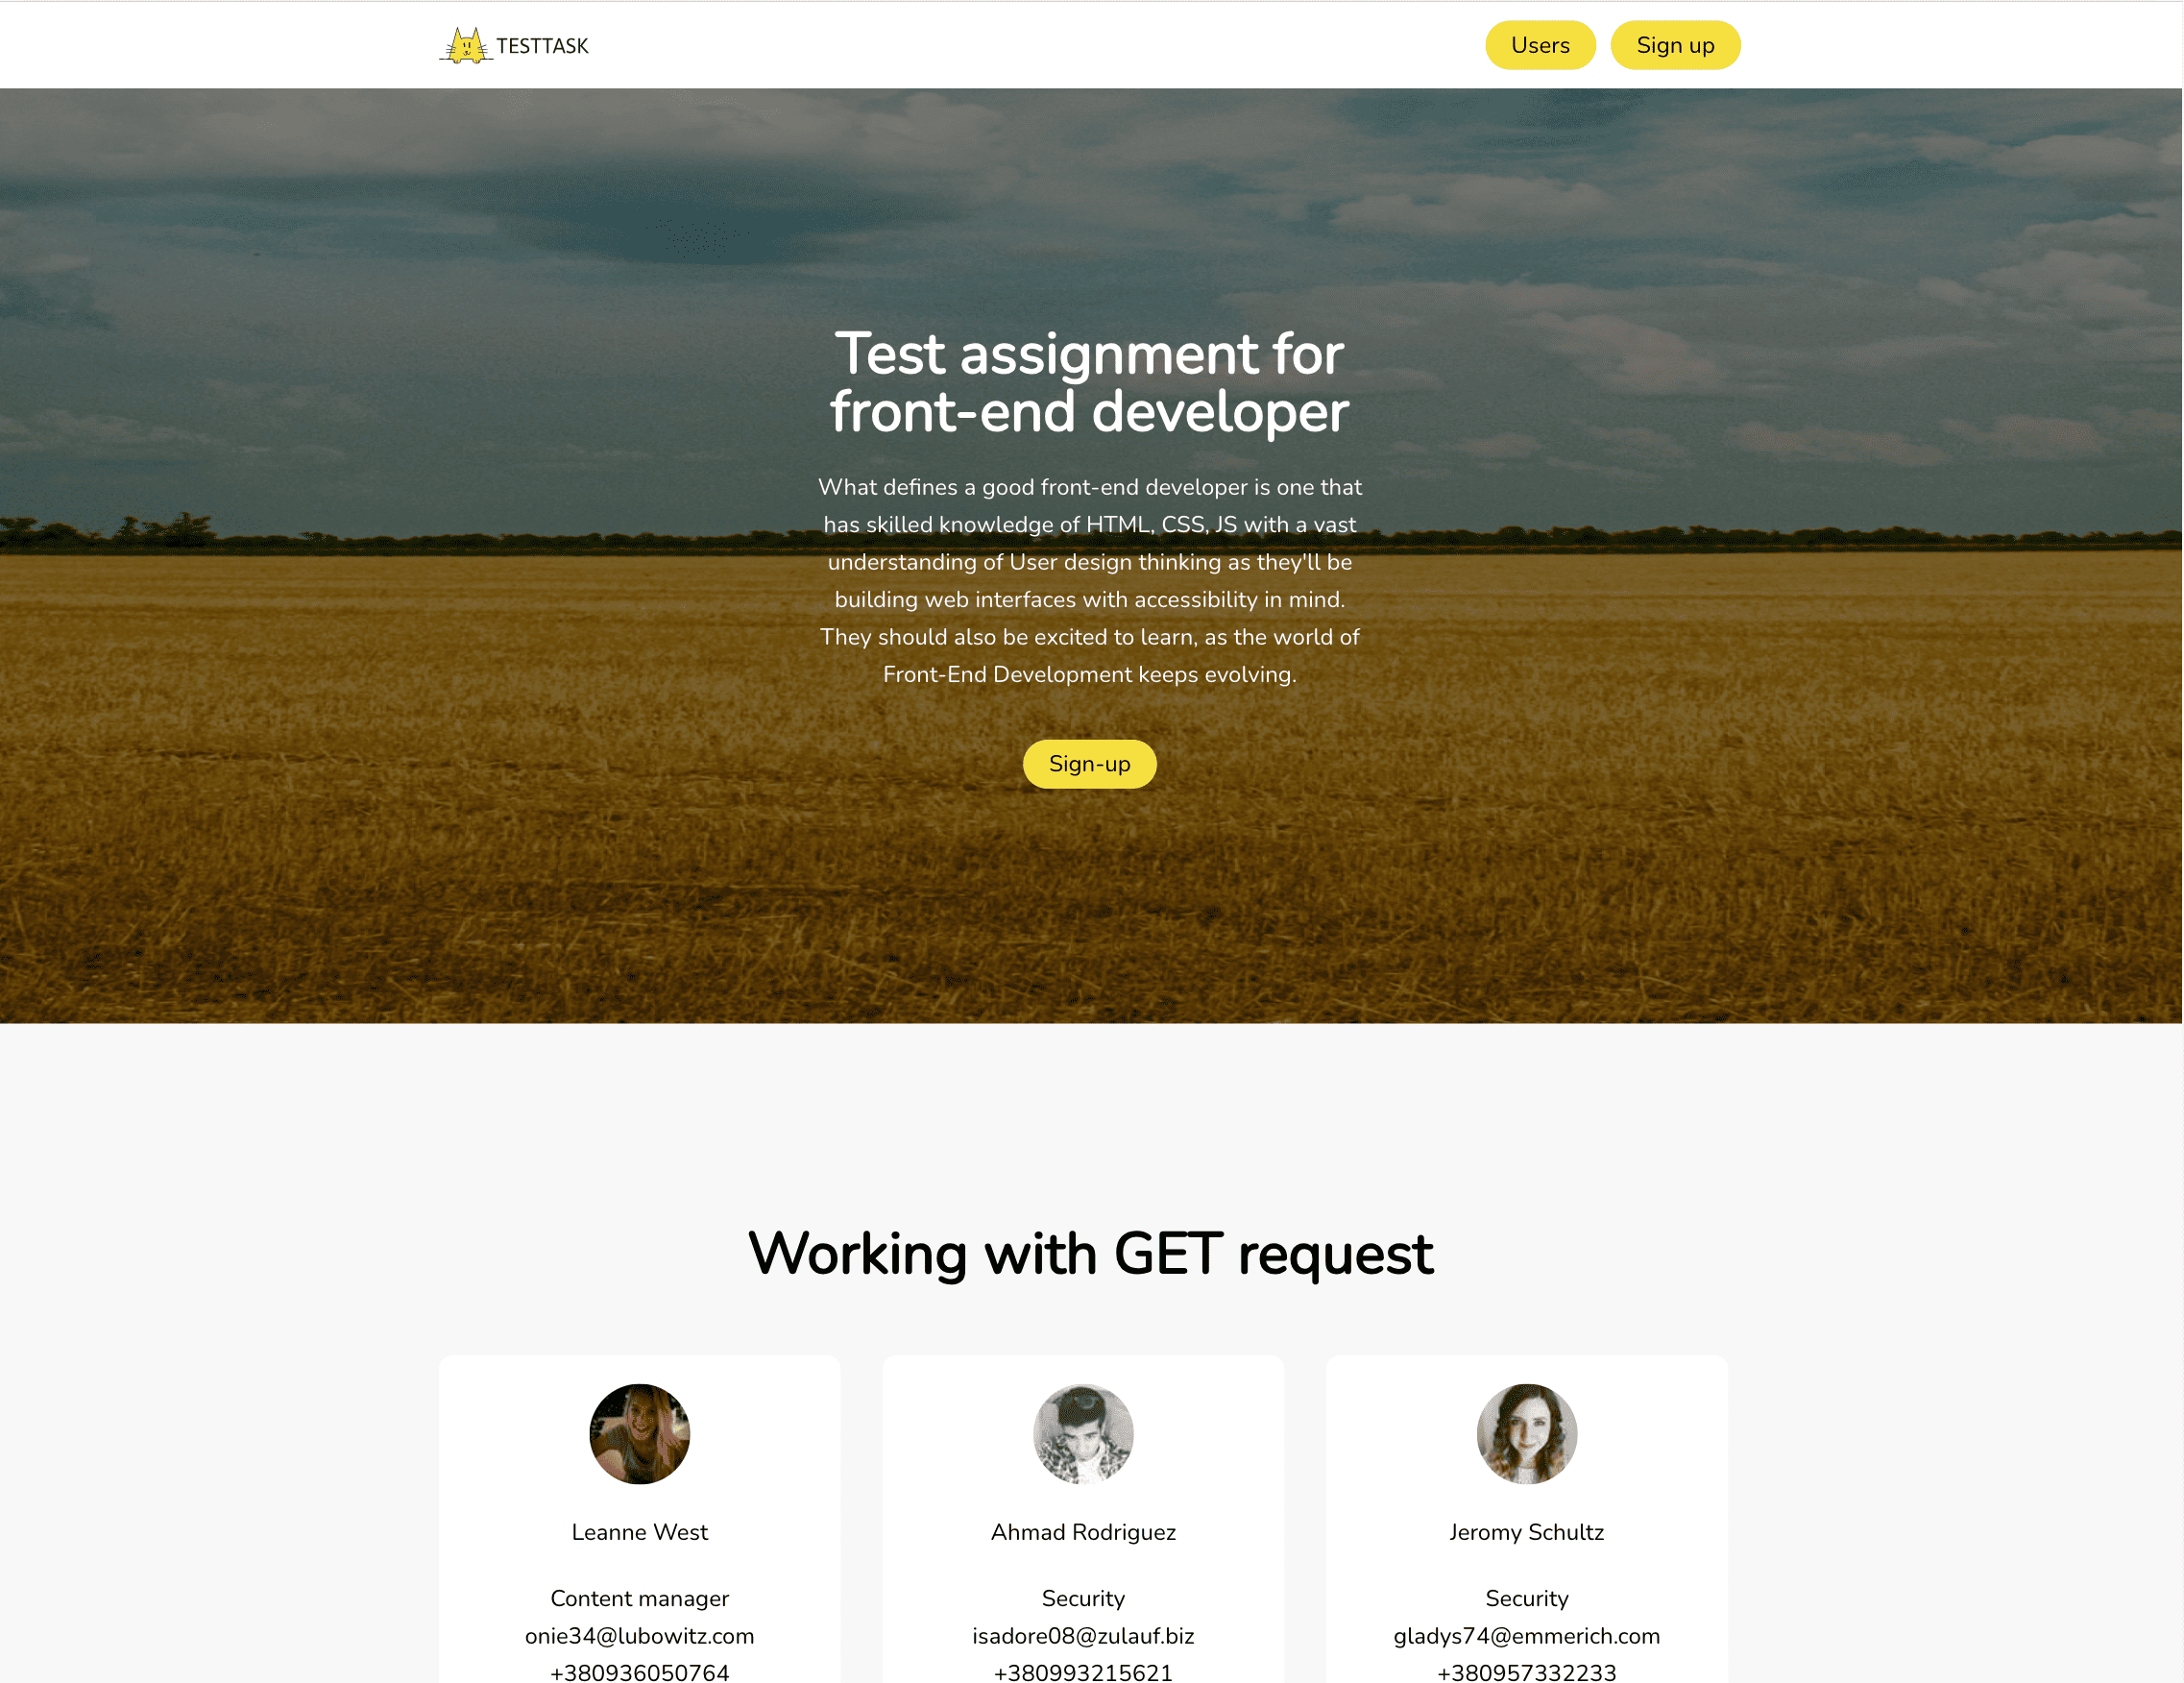 TESTTASK
Users
Sign up
Test assignment for
front-end developer
What defines a good front-end developer is one that
has skilled knowledge of HTML, CSS, JS with a vast
understanding of User design thinking as they'll be
building web interfaces with accessibility in mind.
They should also be excited to learn, as the world of
Front-End Development keeps evolving.
Sign-up
Working with GET request
Leanne West
Content manager
onie34@lubowitz.com
+380936050764
Ahmad Rodriguez
Security
isadore08@zulauf.biz
+380993215621
Jeromy Schultz
Security
gladys74@emmerich.com
+380957332233